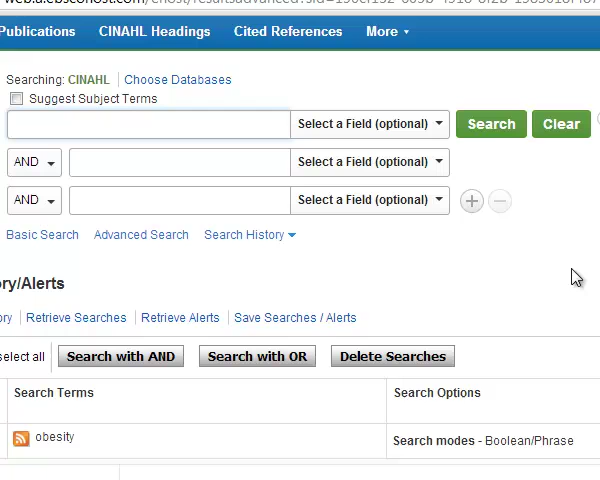 Publications CINAHL Headings Cited References More
Searching: CINAHL Choose Databases
Suggest Subject Terms
Select a Field (optional) Search Clear
AND Select a Field (optional)
AND Select a Field (optional)
Basic Search Advanced Search Search History
ory/Alerts
ory Retrieve Searches Retrieve Alerts Save Searches / Alerts
select all Search with AND Search with OR Delete Searches
Search Terms Search Options
obesity Search modes - Boolean/Phrase